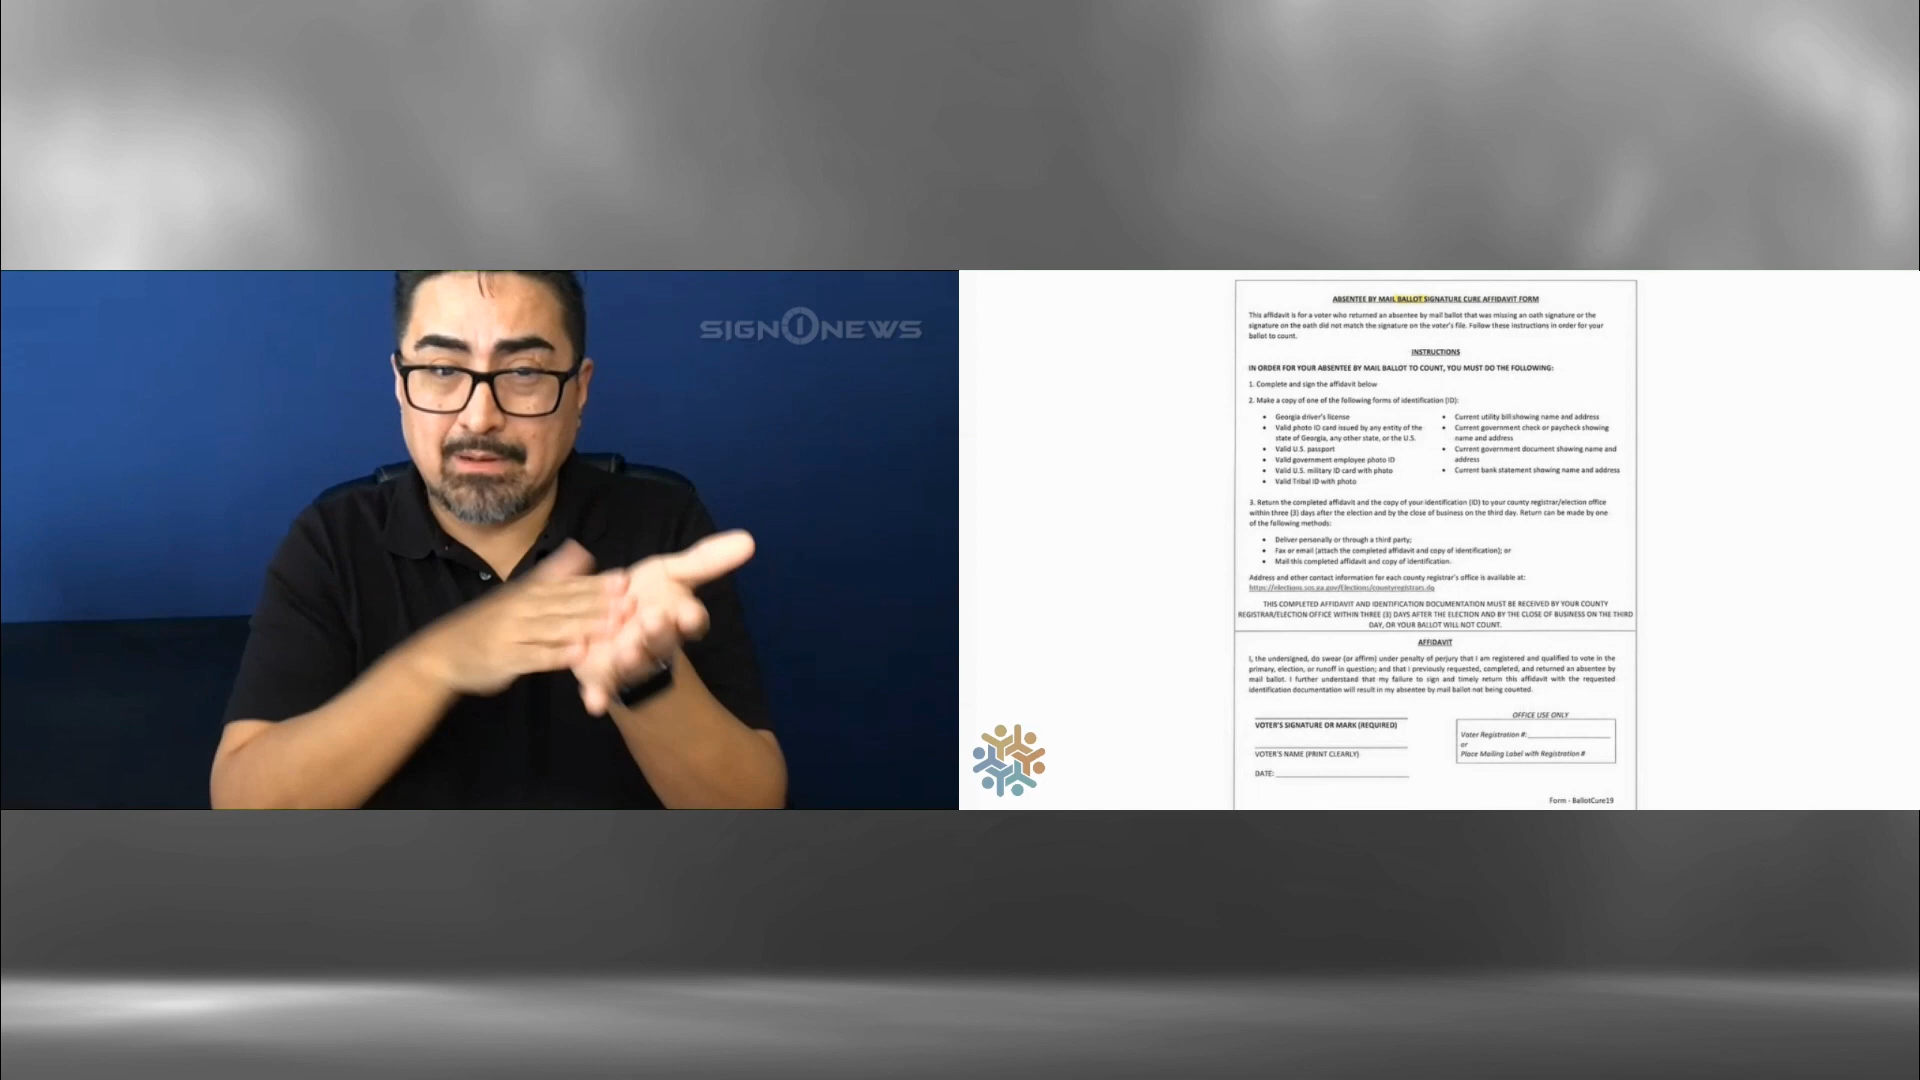 SIGN1NEWS
ABSENTEE BY MAIL BALLOT SIGNATURE CURE AFFIDAVIT FORM
This affidavit is for a voter who returned an absentee by mail ballot that was missing an oath signature or the
signature on the oath did not match the signature on the voter's file. Follow these instructions in order for your
ballot to count.
INSTRUCTIONS
IN ORDER FOR YOUR ABSENTEE BY MAIL BALLOT TO COUNT, YOU MUST DO THE FOLLOWING:
1. Complete and sign the affidavit below
2. Make a copy of one of the following forms of identification (ID):
• Georgia driver's license
• Valid photo ID card issued by any entity of the
state of Georgia, any other state, or the U.S.
• Valid U.S. passport
• Valid government employee photo ID
• Valid U.S. military ID card with photo
• Valid Tribal ID with photo
• Current utility bill showing name and address
• Current government check or paycheck showing
name and address
• Current government document showing name and
address
• Current bank statement showing name and address
3. Return the completed affidavit and the copy of your identification (ID) to your county registrar/election office
within three (3) days after the election and by the close of business on the third day. Return can be made by one
of the following methods:
• Deliver personally or through a third party;
• Fax or email (attach the completed affidavit and copy of identification); or
• Mail this completed affidavit and copy of identification.
Address and other contact information for each county registrar's office is available at:
https://elections.sos.ga.gov/Elections/countyregistrars.do
THIS COMPLETED AFFIDAVIT AND IDENTIFICATION DOCUMENTATION MUST BE RECEIVED BY YOUR COUNTY
REGISTRAR/ELECTION OFFICE WITHIN THREE (3) DAYS AFTER THE ELECTION AND BY THE CLOSE OF BUSINESS ON THE THIRD
DAY, OR YOUR BALLOT WILL NOT COUNT.
AFFIDAVIT
I, the undersigned, do swear (or affirm) under penalty of perjury that I am registered and qualified to vote in the
primary, election, or runoff in question; and that I previously requested, completed, and returned an absentee by
mail ballot. I further understand that my failure to sign and timely return this affidavit with the requested
identification documentation will result in my absentee by mail ballot not being counted.
VOTER'S SIGNATURE OR MARK (REQUIRED)
VOTER'S NAME (PRINT CLEARLY)
DATE:
OFFICE USE ONLY
Voter Registration #:
or
Place Mailing Label with Registration #
Form - BallotCure19